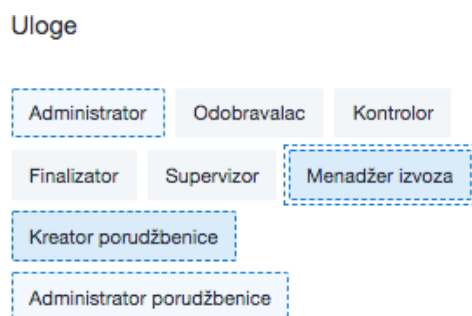 Uloge
Administrator Odobravalac Kontrolor
Finalizator Supervizor Menadžer izvoza
Kreator porudžbenice
Administrator porudžbenice